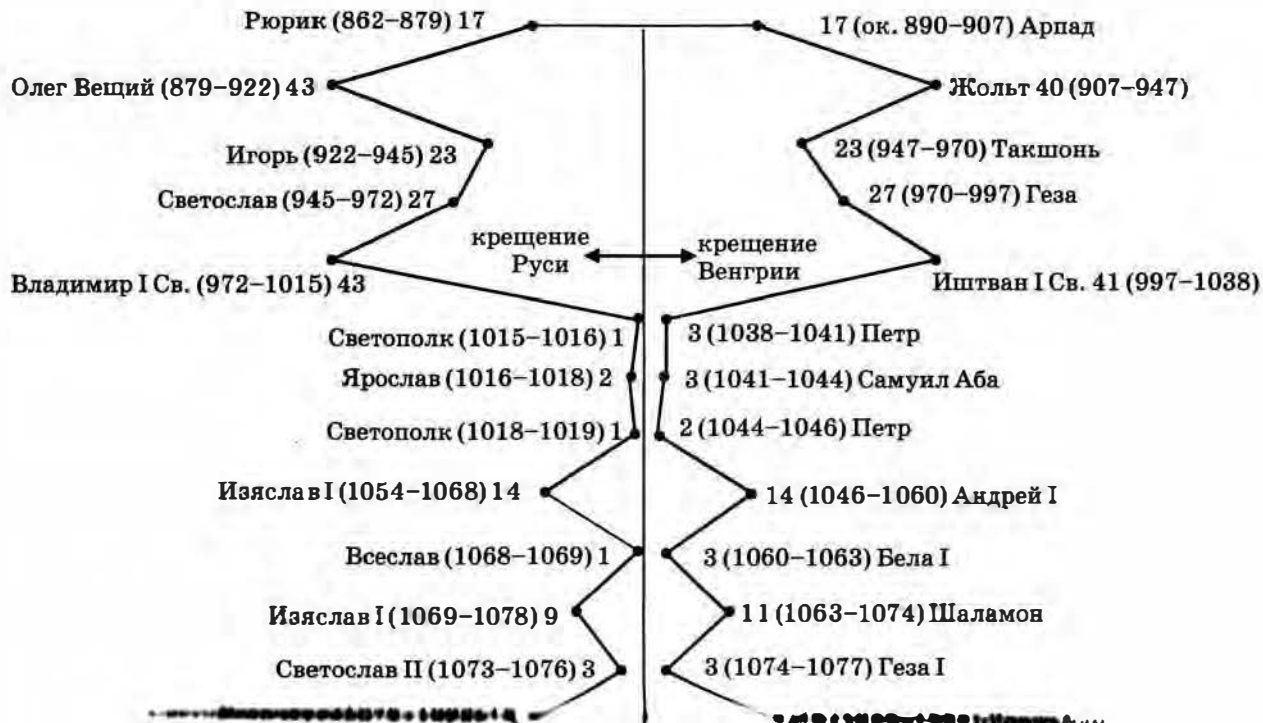 Рюрик (862–879) 17
17 (ок. 890–907) Арпад
Олег Вещий (879–922) 43
Жольт 40 (907–947)
Игорь (922–945) 23
23 (947–970) Такшонь
Светослав (945–972) 27
27 (970–997) Геза
крещение
Руси
крещение
Венгрии
Владимир I Св. (972–1015) 43
Иштван I Св. 41 (997–1038)
Светополк (1015–1016) 1
3 (1038–1041) Петр
Ярослав (1016–1018) 2
3 (1041–1044) Самуил Аба
Светополк (1018–1019) 1
2 (1044–1046) Петр
Изяслав I (1054–1068) 14
14 (1046–1060) Андрей I
Всеслав (1068–1069) 1
3 (1060–1063) Бела I
Изяслав I (1069–1078) 9
11 (1063–1074) Шаламон
Светослав II (1073–1076) 3
3 (1074–1077) Геза I